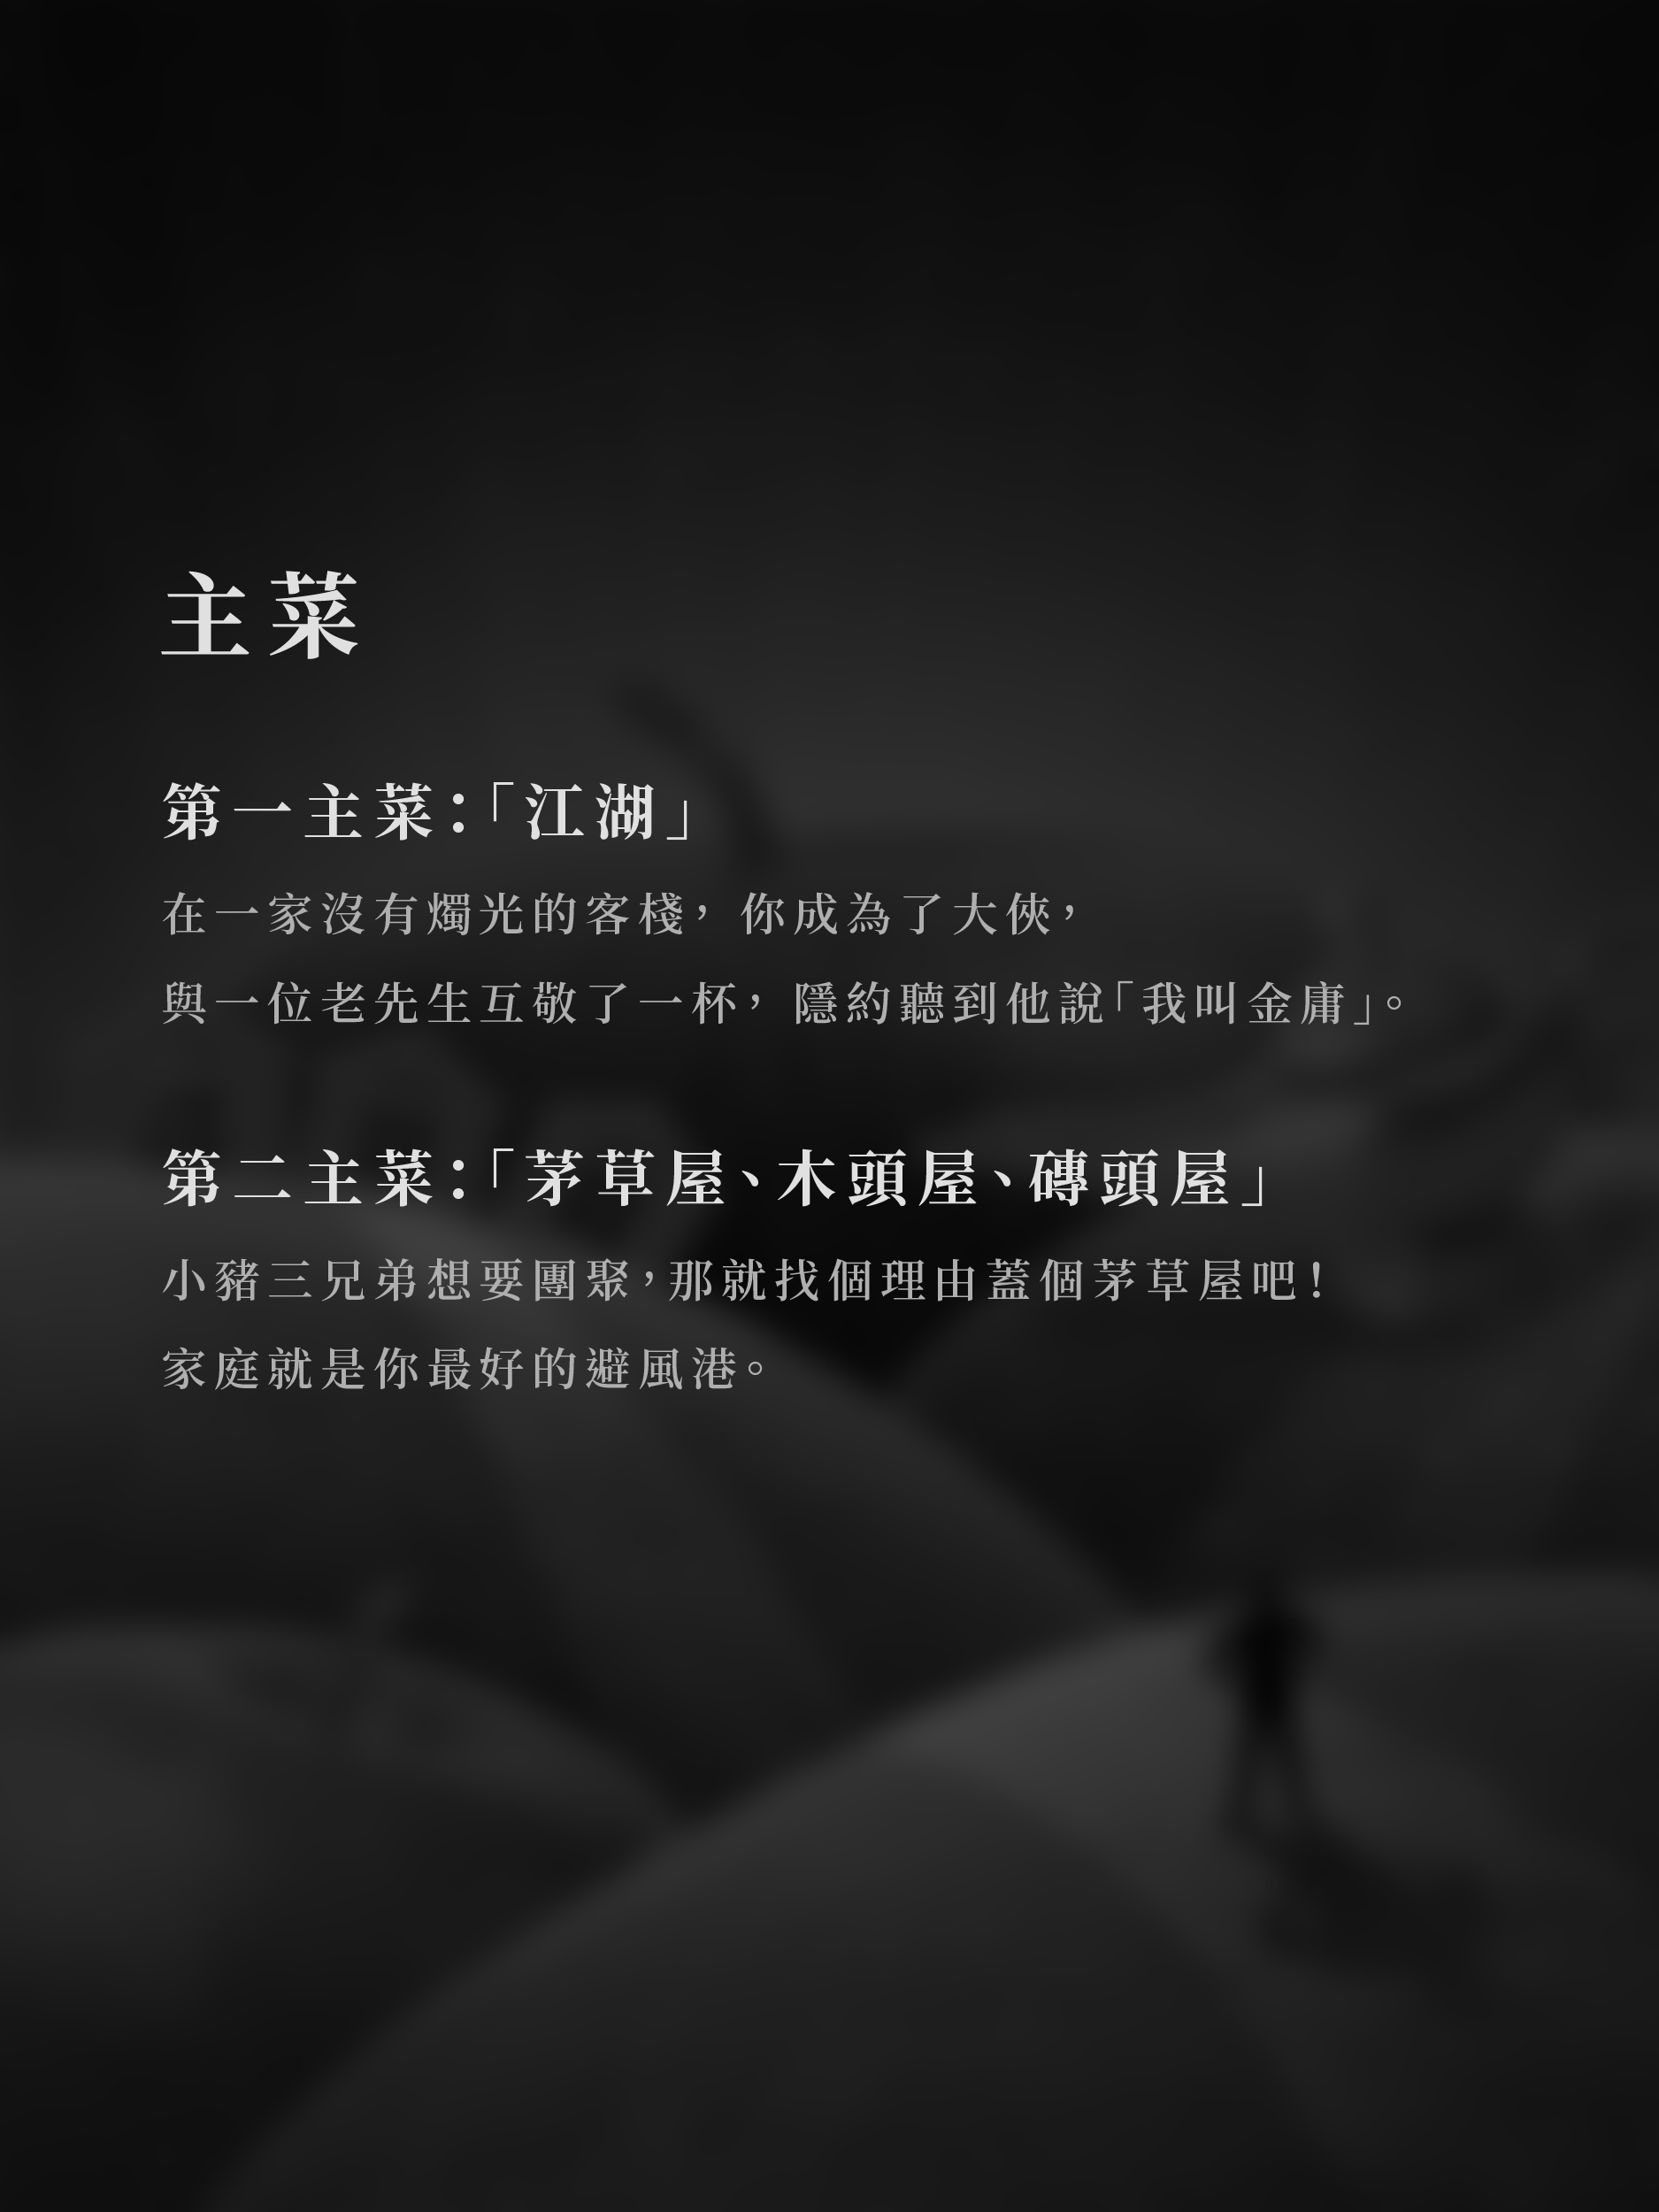 主菜
第一主菜：「江湖」
在一家沒有燭光的客棧，你成為了大俠，
與一位老先生互敬了一杯，隱約聽到他說「我叫金庸」。
第二主菜：「茅草屋、木頭屋、磚頭屋」
小豬三兄弟想要團聚，那就找個理由蓋個茅草屋吧！
家庭就是你最好的避風港。